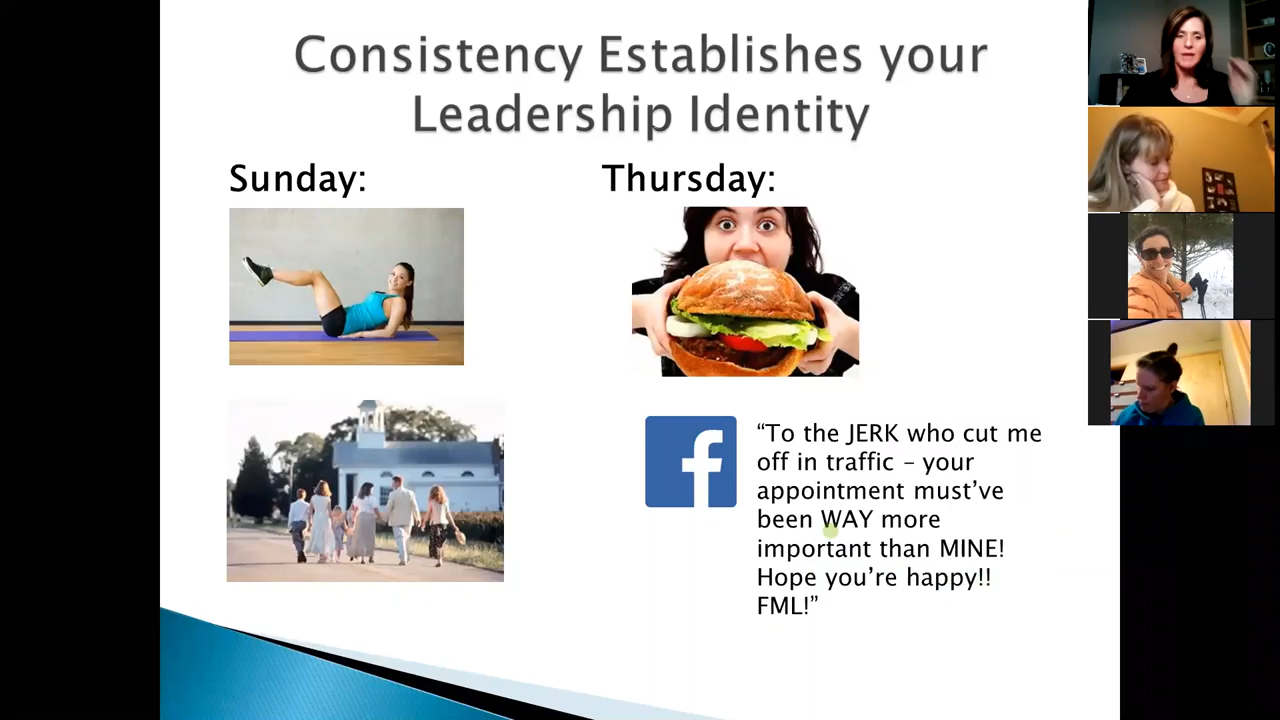 Consistency Establishes your
Leadership Identity
Sunday:
Thursday:
“To the JERK who cut me
off in traffic – your
appointment must’ve
been WAY more
important than MINE!
Hope you’re happy!!
FML!”